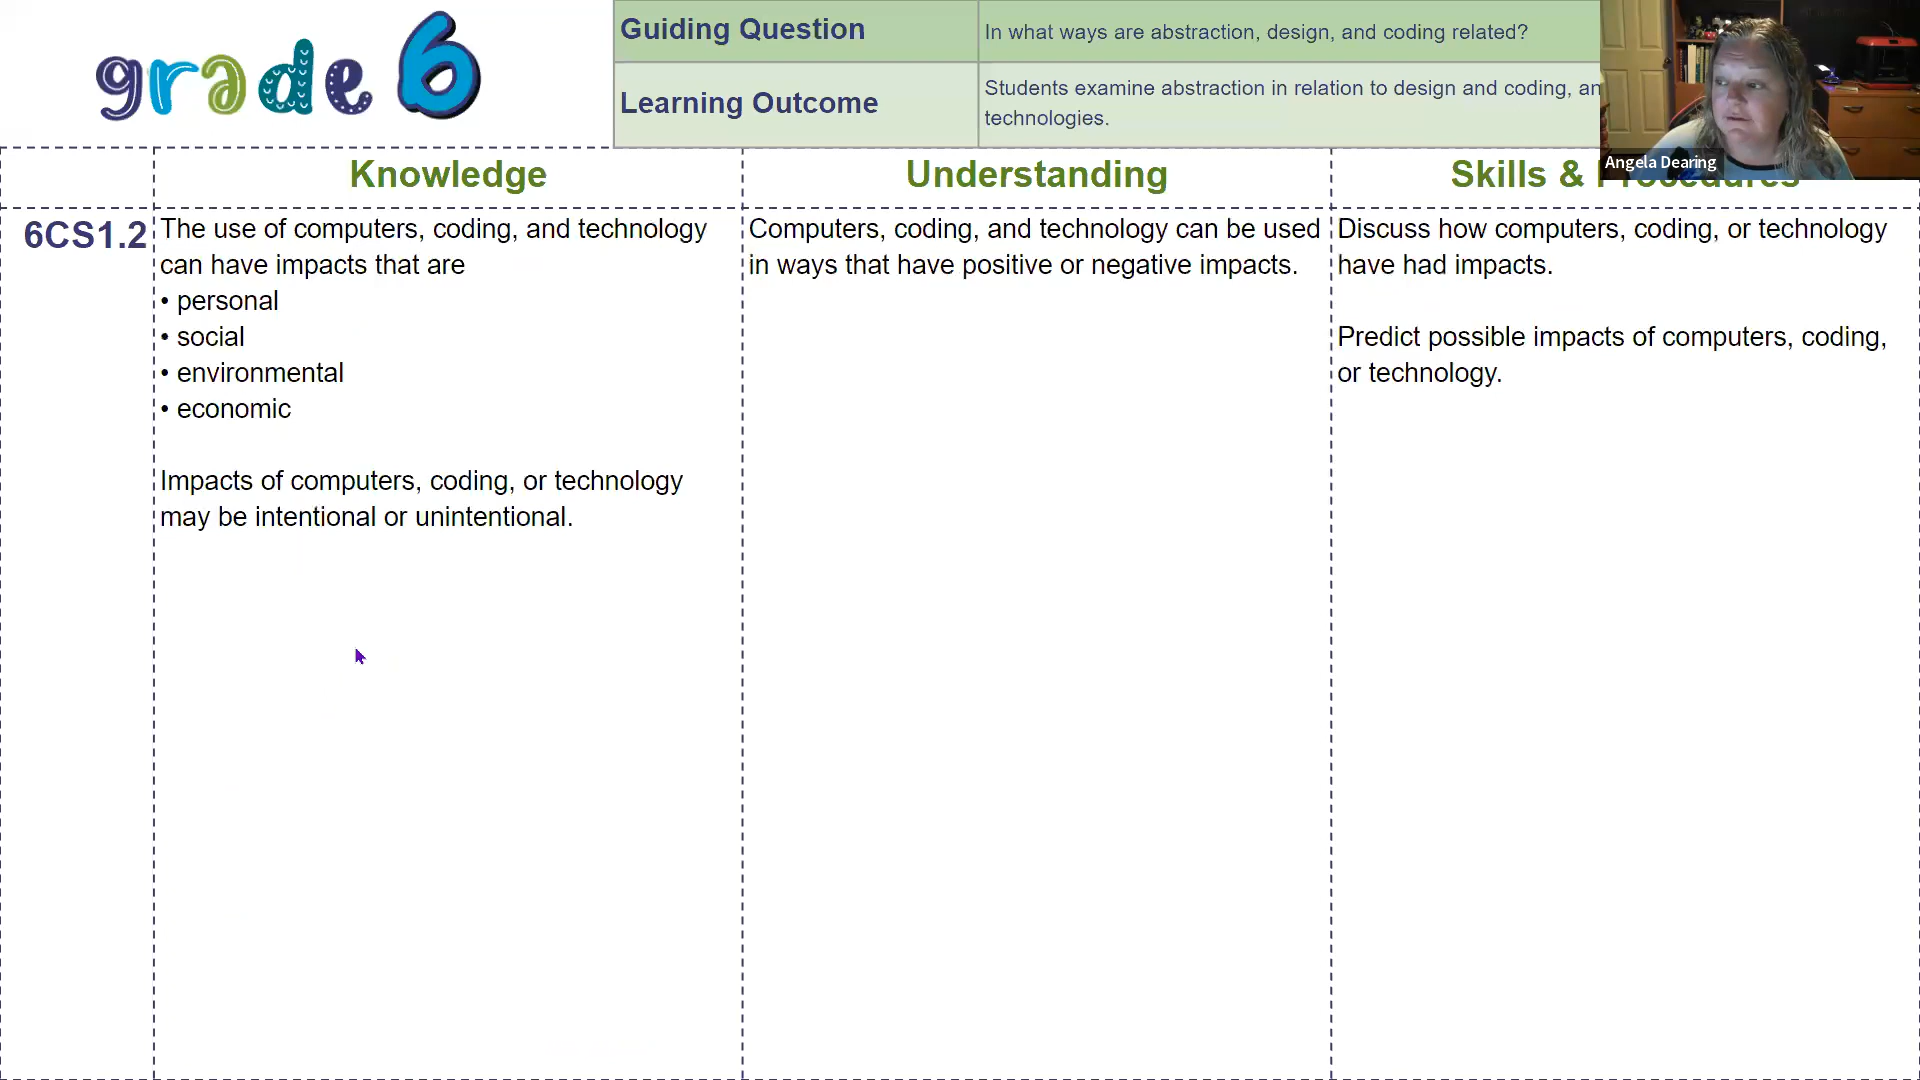 grade 6
Guiding Question
In what ways are abstraction, design, and coding related?
Learning Outcome
Students examine abstraction in relation to design and coding, an
technologies.
Angela Dearing
Knowledge
Understanding
Skills &
6CS1.2
The use of computers, coding, and technology
can have impacts that are
• personal
• social
• environmental
• economic
Impacts of computers, coding, or technology
may be intentional or unintentional.
Computers, coding, and technology can be used
in ways that have positive or negative impacts.
Discuss how computers, coding, or technology
have had impacts.
Predict possible impacts of computers, coding,
or technology.